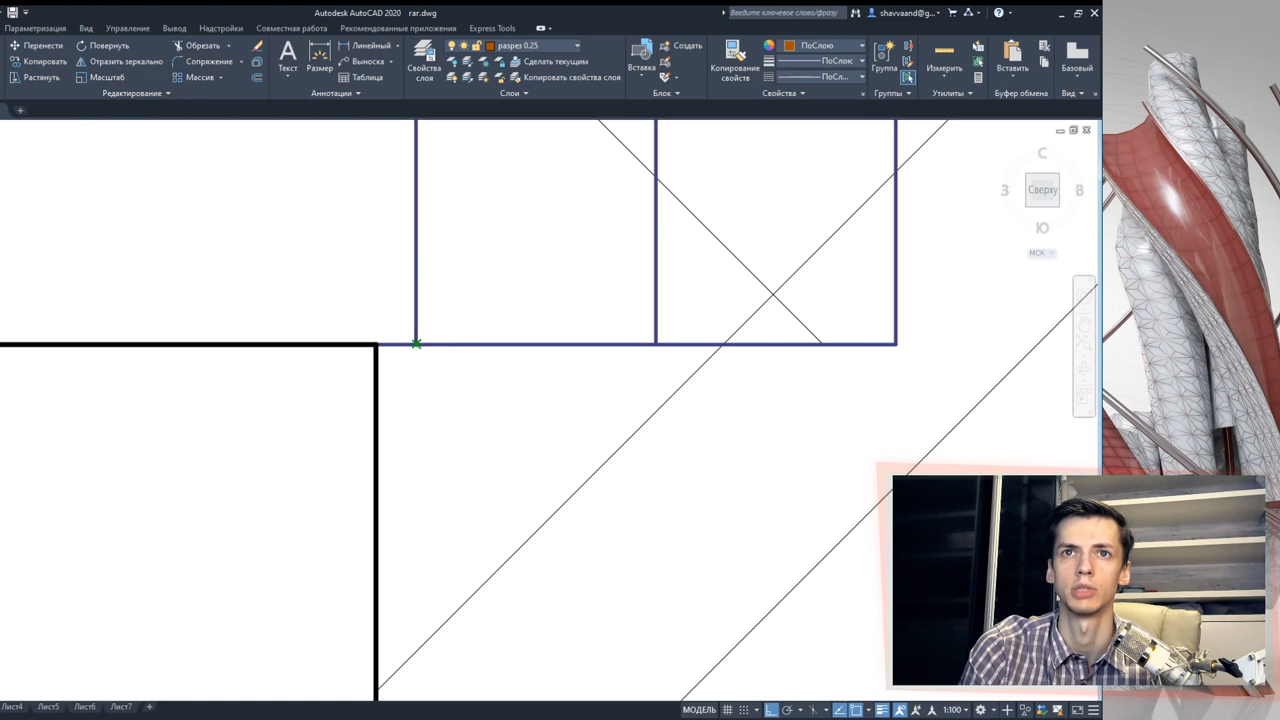 Autodesk AutoCAD 2020 rar.dwg
Введите ключевое слово/фразу
shavvaand@g...
Параметризация Вид Управление Вывод Надстройки Совместная работа Рекомендованные приложения Express Tools
Перенести Повернуть Обрезать
Копировать Отразить зеркально Сопряжение
Растянуть Масштаб Массив
Редактирование
Текст
Размер
Линейный
Выноска
Таблица
Аннотации
Свойства
слоя
разрез 0.25
Сделать текущим
Копировать свойства слоя
Слои
Вставка
Создать
Блок
Копирование
свойств
ПоСлою
ПоСлою
ПоСл...
Свойства
Группа
Группы
Измерить
Утилиты
Вставить
Буфер обмена
Базовый
Вид
С
З Сверху В
Ю
МСК
Лист4 Лист5 Лист6 Лист7
МОДЕЛЬ
1:100